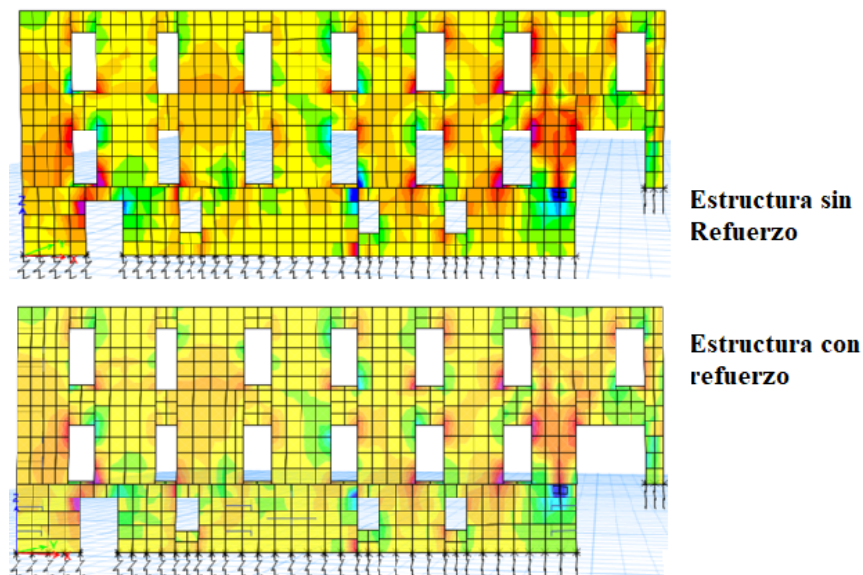 Estructura sin
Refuerzo
Z
Estructura con
refuerzo
Z